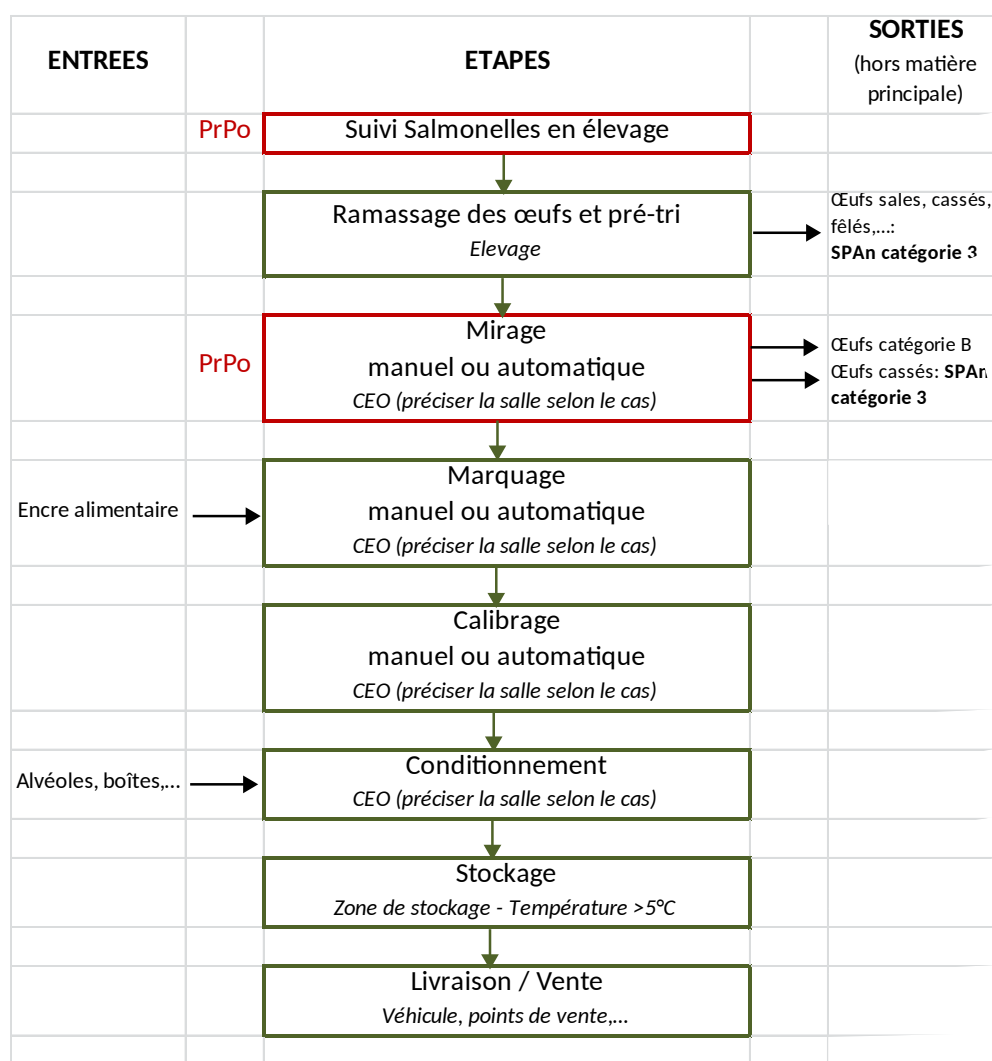 ENTREES
ETAPES
SORTIES
(hors matière
principale)
PrPo
Suivi Salmonelles en élevage
Ramassage des œufs et pré-tri
Elevage
Œufs sales, cassés,
fêlés,...:
SPAn catégorie 3
PrPo
Mirage
manuel ou automatique
CEO (préciser la salle selon le cas)
Œufs catégorie B
Œufs cassés: SPAn
catégorie 3
Encre alimentaire
Marquage
manuel ou automatique
CEO (préciser la salle selon le cas)
Calibrage
manuel ou automatique
CEO (préciser la salle selon le cas)
Alvéoles, boîtes,...
Conditionnement
CEO (préciser la salle selon le cas)
Stockage
Zone de stockage - Température >5°C
Livraison / Vente
Véhicule, points de vente,...